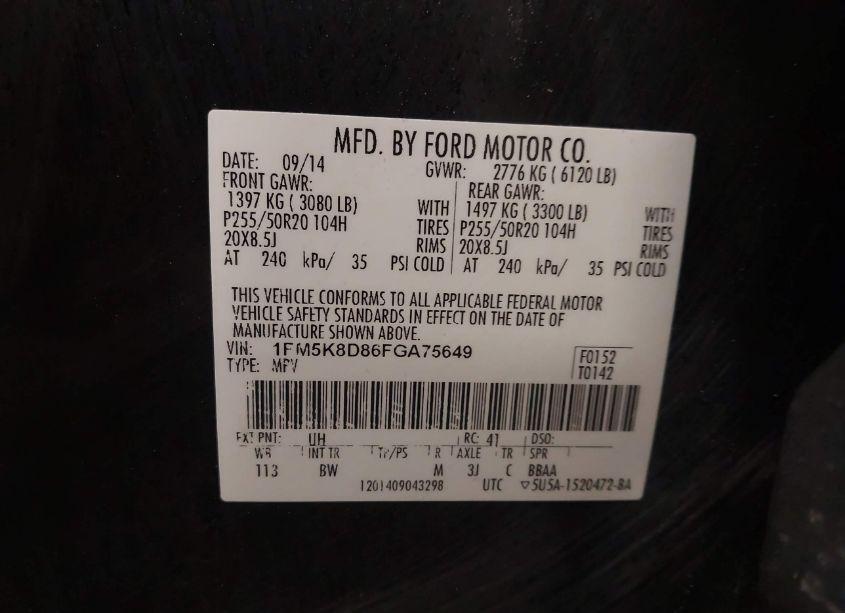 MFD. BY FORD MOTOR CO.
DATE: 09/14 GVWR: 2776 KG ( 6120 LB)
FRONT GAWR: REAR GAWR:
1397 KG ( 3080 LB) WITH 1497 KG ( 3300 LB) WITH
P255/50R20 104H TIRES P255/50R20 104H TIRES
20X8.5J RIMS 20X8.5J RIMS
AT 240 kPa/ 35 PSI COLD AT 240 kPa/ 35 PSI COLD
THIS VEHICLE CONFORMS TO ALL APPLICABLE FEDERAL MOTOR
VEHICLE SAFETY STANDARDS IN EFFECT ON THE DATE OF
MANUFACTURE SHOWN ABOVE.
VIN: 1FM5K8D86FGA75649 F0152
TYPE: MPV T0142
EXT PNT: UH RC: 41 DSO:
WB INT TR TP/PS R AXLE TR SPR
113 BW M 3J C BBAA
1201409043298 UTC ▽5U5A-1520472-BA